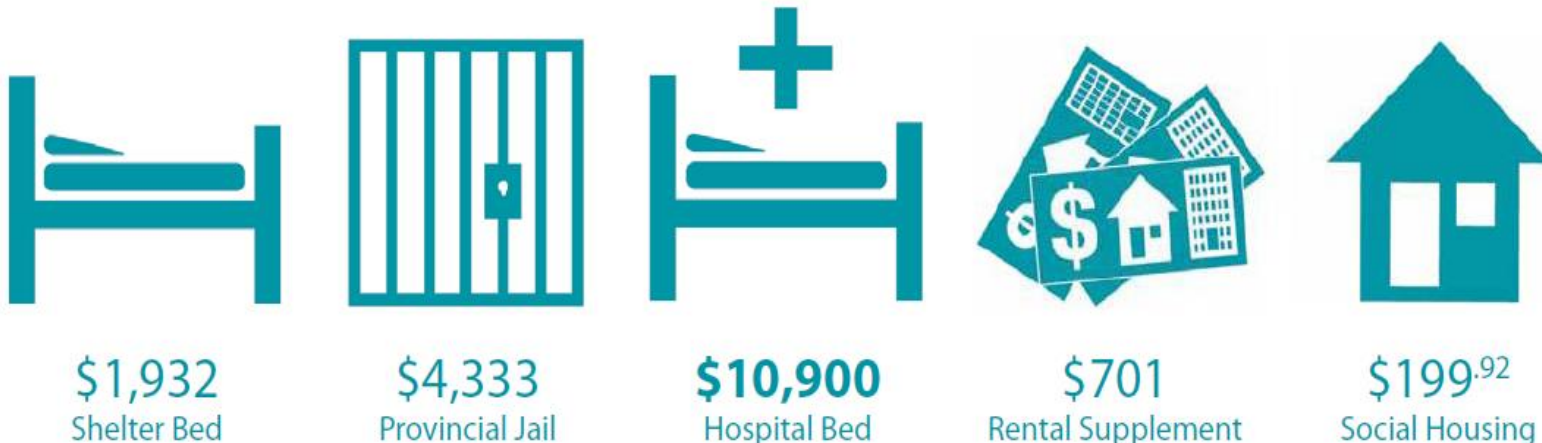 $1,932
Shelter Bed
$4,333
Provincial Jail
$10,900
Hospital Bed
$
$701
Rental Supplement
$199.92
Social Housing